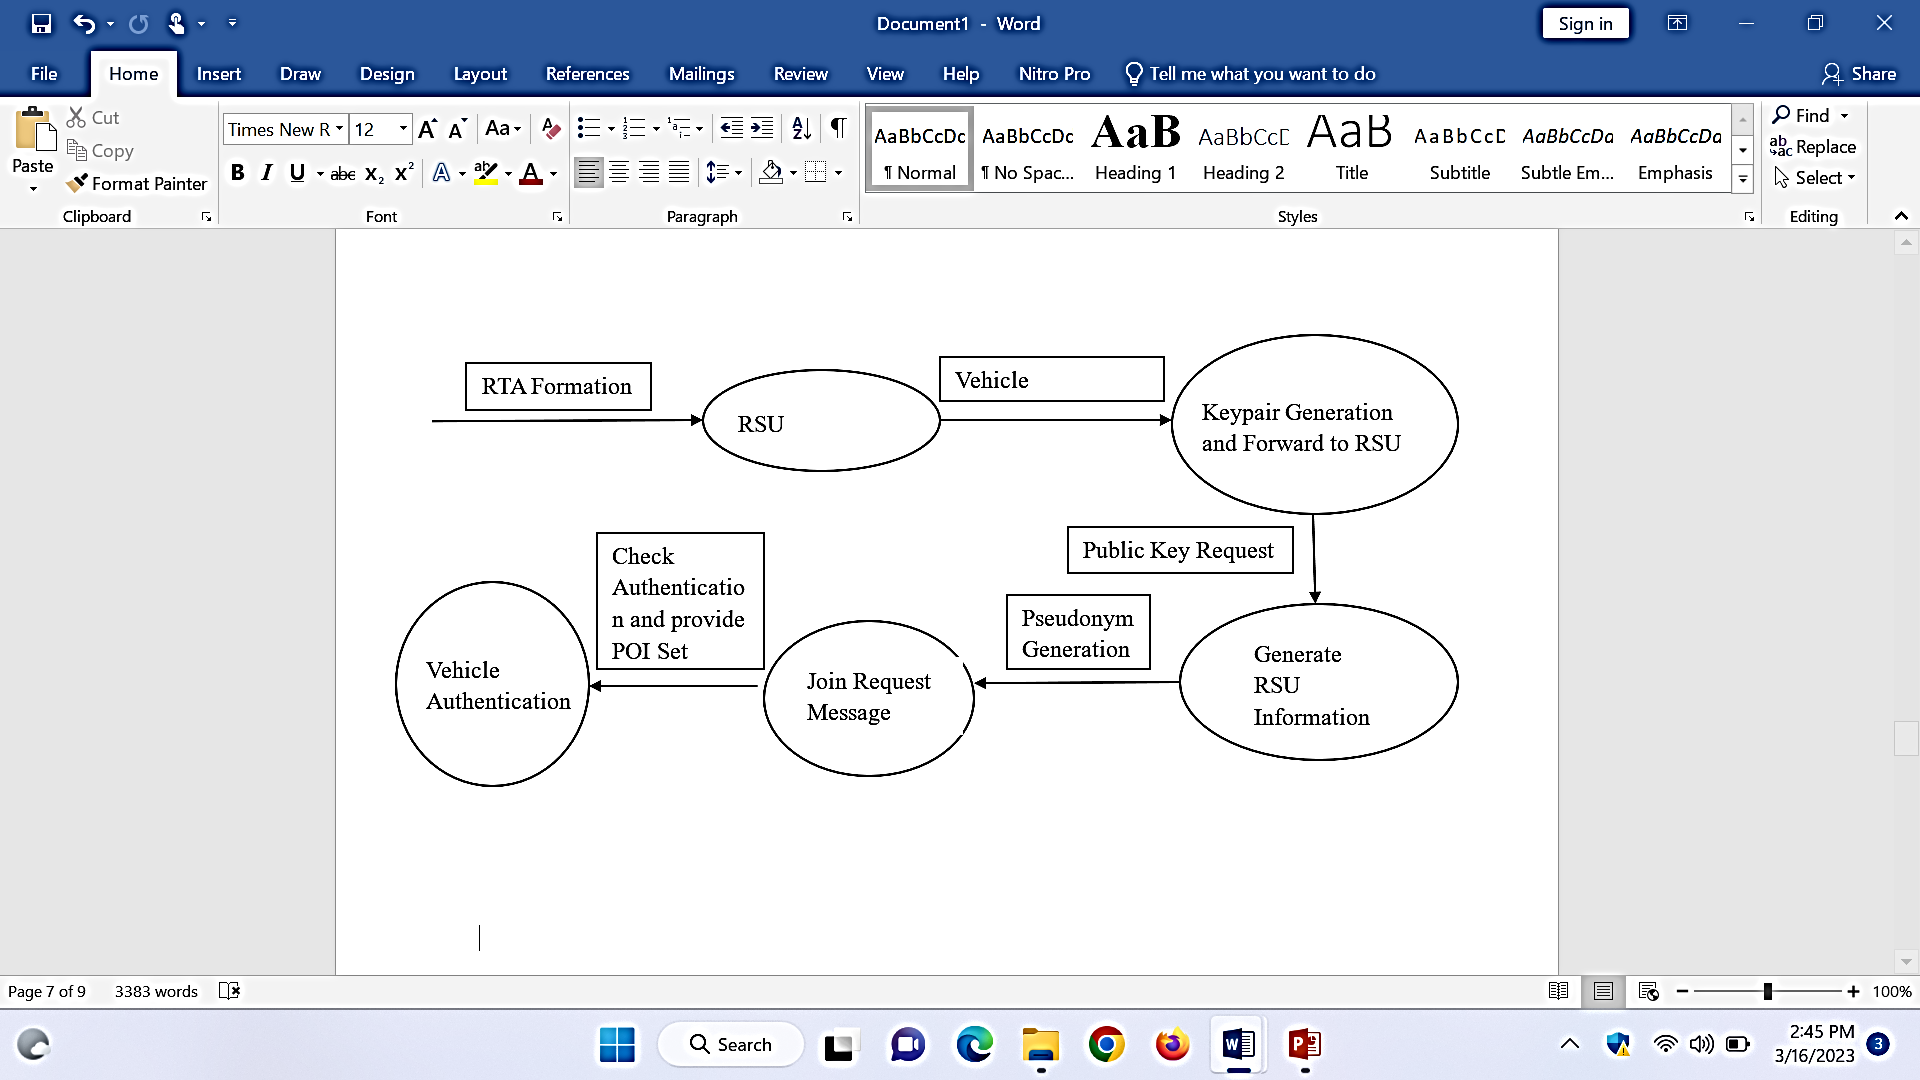 Document1 - Word
Sign in
File Home Insert Draw Design Layout References Mailings Review View Help Nitro Pro Tell me what you want to do Share
Paste
Cut
Copy
Format Painter
Clipboard
Times New R 12
Font
Paragraph
AaBbCcDc AaBbCcDc AaB AaBbCcD AaB AaBbCcD AaBbCcDa AaBbCcDa
¶ Normal ¶ No Spac... Heading 1 Heading 2 Title Subtitle Subtle Em... Emphasis
Styles
Find
Replace
Select
Editing
RTA Formation
RSU
Vehicle
Keypair Generation
and Forward to RSU
Public Key Request
Generate
RSU
Information
Pseudonym
Generation
Join Request
Message
Check
Authenticatio
n and provide
POI Set
Vehicle
Authentication
Page 7 of 9 3383 words 100%
Search
2:45 PM
3/16/2023
3